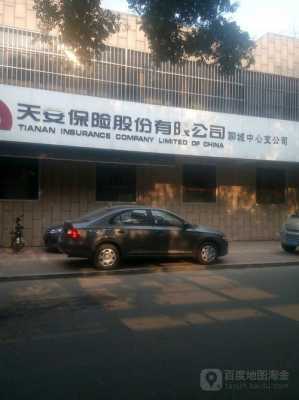 天安保险股份有限公司 聊城中心支公司
TIANAN INSURANCE COMPANY LIMITED OF CHINA
百度地图淘金